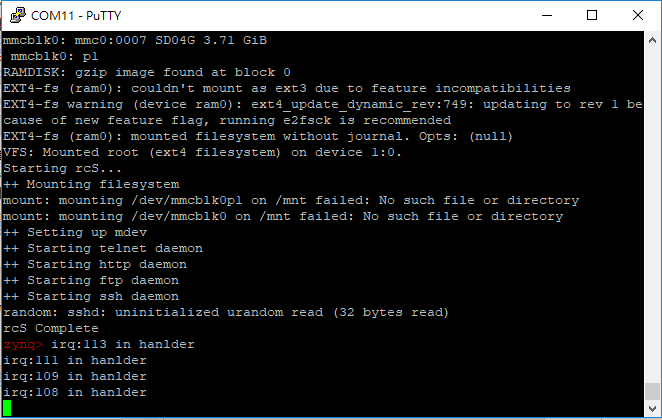 COM11 - PuTTY
mmcblk0: mmc0:0007 SD04G 3.71 GiB
mmcblk0: p1
RAMDISK: gzip image found at block 0
EXT4-fs (ram0): couldn't mount as ext3 due to feature incompatibilities
EXT4-fs warning (device ram0): ext4_update_dynamic_rev:749: updating to rev 1 be
cause of new feature flag, running e2fsck is recommended
EXT4-fs (ram0): mounted filesystem without journal. Opts: (null)
VFS: Mounted root (ext4 filesystem) on device 1:0.
Starting rcS...
++ Mounting filesystem
mount: mounting /dev/mmcblk0p1 on /mnt failed: No such file or directory
mount: mounting /dev/mmcblk0 on /mnt failed: No such file or directory
++ Setting up mdev
++ Starting telnet daemon
++ Starting http daemon
++ Starting ftp daemon
++ Starting ssh daemon
random: sshd: uninitialized urandom read (32 bytes read)
rcS Complete
zynq> irq:113 in hanlder
irq:111 in hanlder
irq:109 in hanlder
irq:108 in hanlder